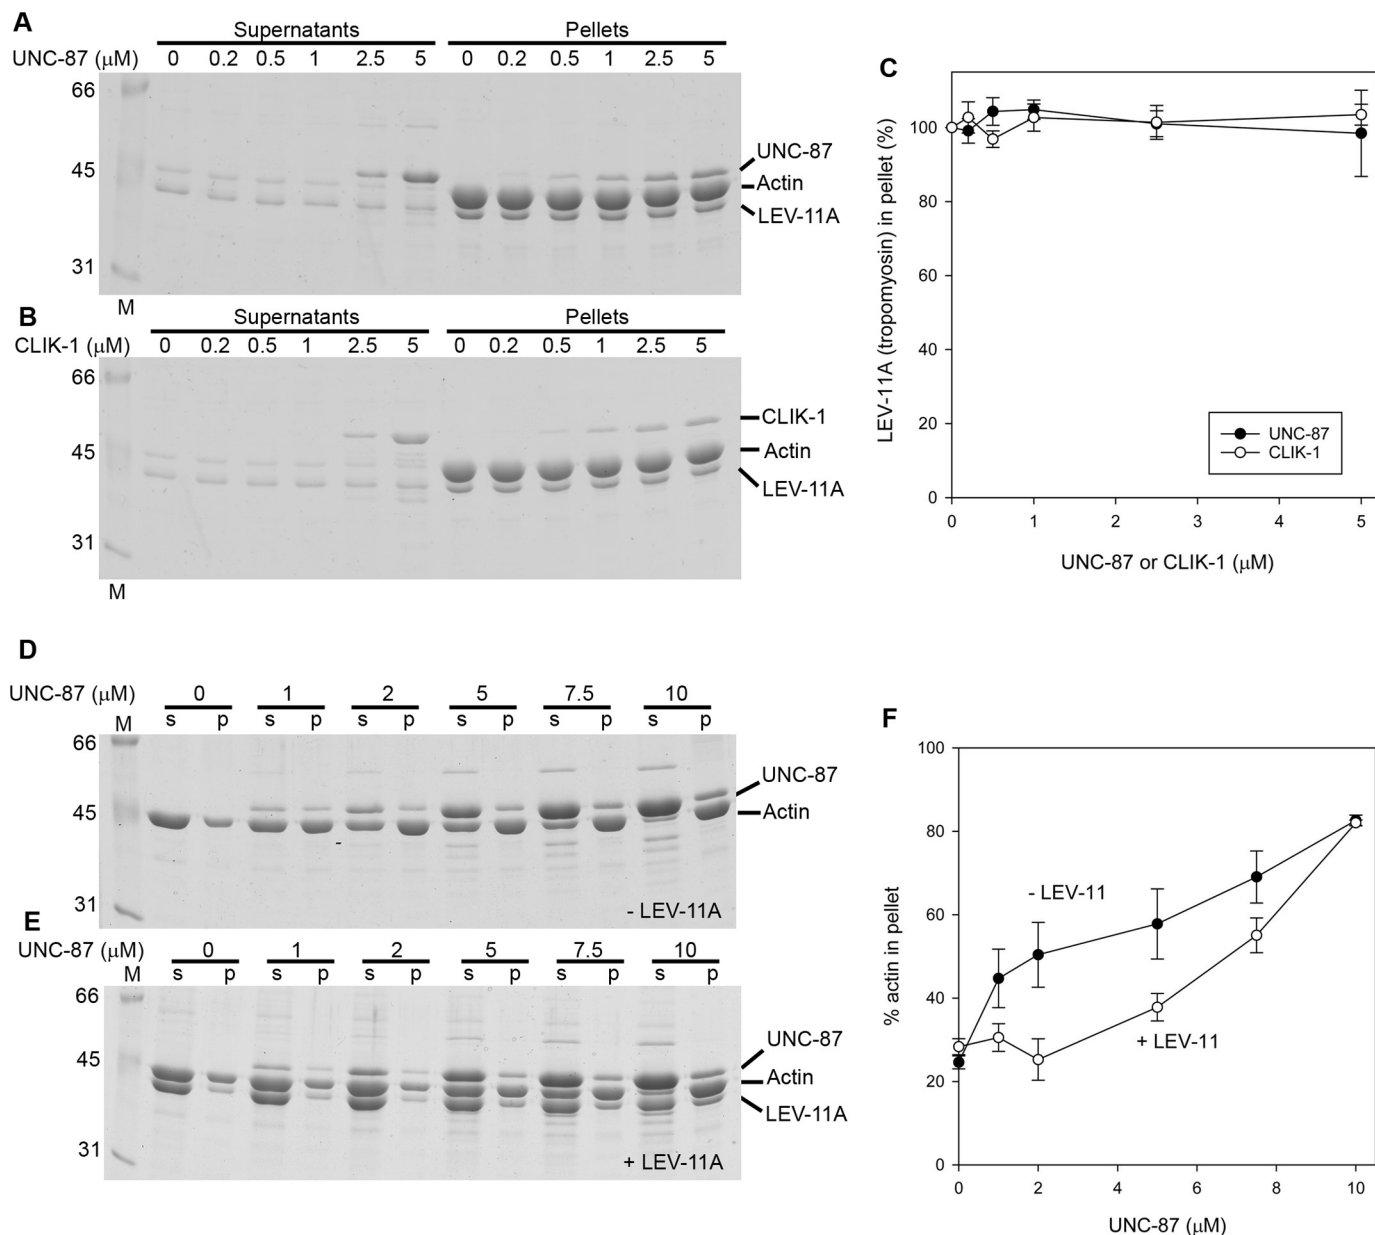 A
Supernatants Pellets
UNC-87 (μM) 0 0.2 0.5 1 2.5 5 0 0.2 0.5 1 2.5 5
66
45
31
M
UNC-87
Actin
LEV-11A
B
Supernatants Pellets
CLIK-1 (μM) 0 0.2 0.5 1 2.5 5 0 0.2 0.5 1 2.5 5
66
45
31
M
CLIK-1
Actin
LEV-11A
C
LEV-11A (tropomyosin) in pellet (%)
100
80
60
40
20
0
0 1 2 3 4 5
UNC-87 or CLIK-1 (μM)
UNC-87
CLIK-1
D
UNC-87 (μM) 0 1 2 5 7.5 10
M s p s p s p s p s p s p
66
45
31
UNC-87
Actin
- LEV-11A
E
UNC-87 (μM) 0 1 2 5 7.5 10
M s p s p s p s p s p s p
66
45
31
UNC-87
Actin
LEV-11A
+ LEV-11A
F
% actin in pellet
100
80
60
40
20
0
- LEV-11
+ LEV-11
0 2 4 6 8 10
UNC-87 (μM)